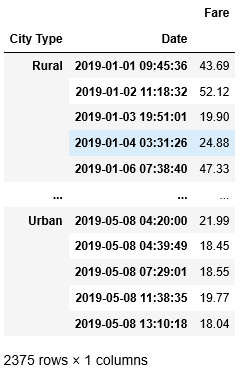 Fare
City Type Date
Rural 2019-01-01 09:45:36 43.69
2019-01-02 11:18:32 52.12
2019-01-03 19:51:01 19.90
2019-01-04 03:31:26 24.88
2019-01-06 07:38:40 47.33
... ... ...
Urban 2019-05-08 04:20:00 21.99
2019-05-08 04:39:49 18.45
2019-05-08 07:29:01 18.55
2019-05-08 11:38:35 19.77
2019-05-08 13:10:18 18.04
2375 rows × 1 columns